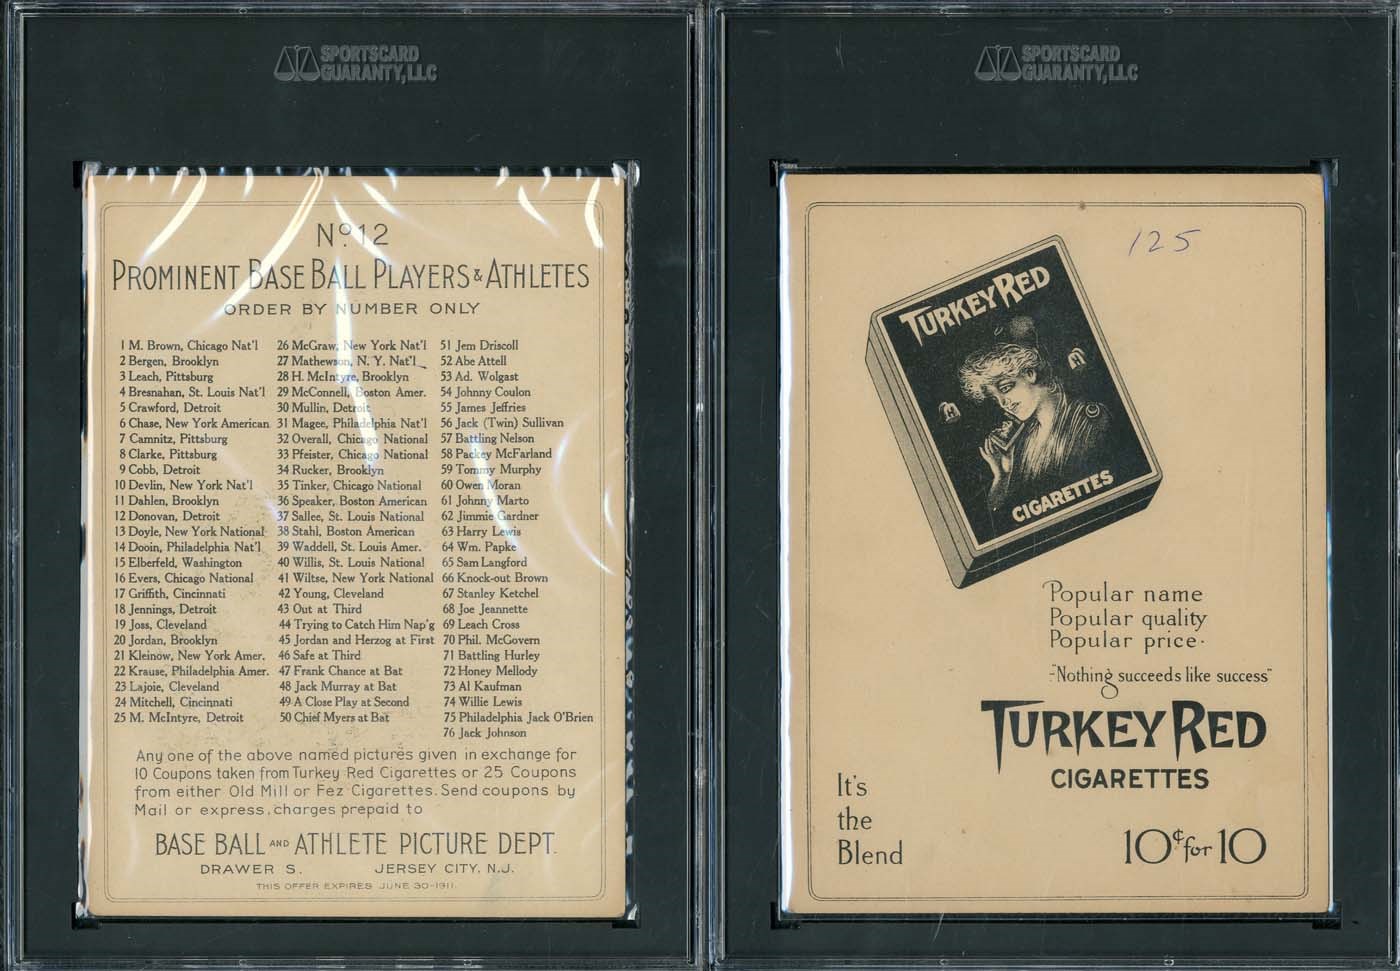 SPORTSCARD
GUARANTY, LLC
No. 12
PROMINENT BASE BALL PLAYERS & ATHLETES
ORDER BY NUMBER ONLY
1 M. Brown, Chicago Nat'l
2 Bergen, Brooklyn
3 Leach, Pittsburg
4 Bresnahan, St. Louis Nat'l
5 Crawford, Detroit
6 Chase, New York American
7 Camnitz, Pittsburg
8 Clarke, Pittsburg
9 Cobb, Detroit
10 Devlin, New York Nat'l
11 Dahlen, Brooklyn
12 Donovan, Detroit
13 Doyle, New York National
14 Dooin, Philadelphia Nat'l
15 Elberfeld, Washington
16 Evers, Chicago National
17 Griffith, Cincinnati
18 Jennings, Detroit
19 Joss, Cleveland
20 Jordan, Brooklyn
21 Kleinow, New York Amer.
22 Krause, Philadelphia Amer.
23 Lajoie, Cleveland
24 Mitchell, Cincinnati
25 M. McIntyre, Detroit
26 McGraw, New York Nat'l
27 Mathewson, N. Y. Nat'l
28 H. McIntyre, Brooklyn
29 McConnell, Boston Amer.
30 Mullin, Detroit
31 Magee, Philadelphia Nat'l
32 Overall, Chicago National
33 Pfeister, Chicago National
34 Rucker, Brooklyn
35 Tinker, Chicago National
36 Speaker, Boston American
37 Sallee, St. Louis National
38 Stahl, Boston American
39 Waddell, St. Louis Amer.
40 Willis, St. Louis National
41 Wiltse, New York National
42 Young, Cleveland
43 Out at Third
44 Trying to Catch Him Nap'g
45 Jordan and Herzog at First
46 Safe at Third
47 Frank Chance at Bat
48 Jack Murray at Bat
49 A Close Play at Second
50 Chief Myers at Bat
51 Jem Driscoll
52 Abe Attell
53 Ad. Wolgast
54 Johnny Coulon
55 James Jeffries
56 Jack (Twin) Sullivan
57 Battling Nelson
58 Packey McFarland
59 Tommy Murphy
60 Owen Moran
61 Johnny Marto
62 Jimmie Gardner
63 Harry Lewis
64 Wm. Papke
65 Sam Langford
66 Knock-out Brown
67 Stanley Ketchel
68 Joe Jeannette
69 Leach Cross
70 Phil. McGovern
71 Battling Hurley
72 Honey Mellody
73 Al Kaufman
74 Willie Lewis
75 Philadelphia Jack O'Brien
76 Jack Johnson
Any one of the above named pictures given in exchange for
10 Coupons taken from Turkey Red Cigarettes or 25 Coupons
from either Old Mill or Fez Cigarettes. Send coupons by
Mail or express, charges prepaid to
BASE BALL AND ATHLETE PICTURE DEPT.
DRAWER S. JERSEY CITY, N.J.
THIS OFFER EXPIRES JUNE 30-1911.
SPORTSCARD
GUARANTY, LLC
125
TURKEY RED
CIGARETTES
Popular name
Popular quality
Popular price.
"Nothing succeeds like success"
TURKEY RED
CIGARETTES
It's
the
Blend
10¢ for 10